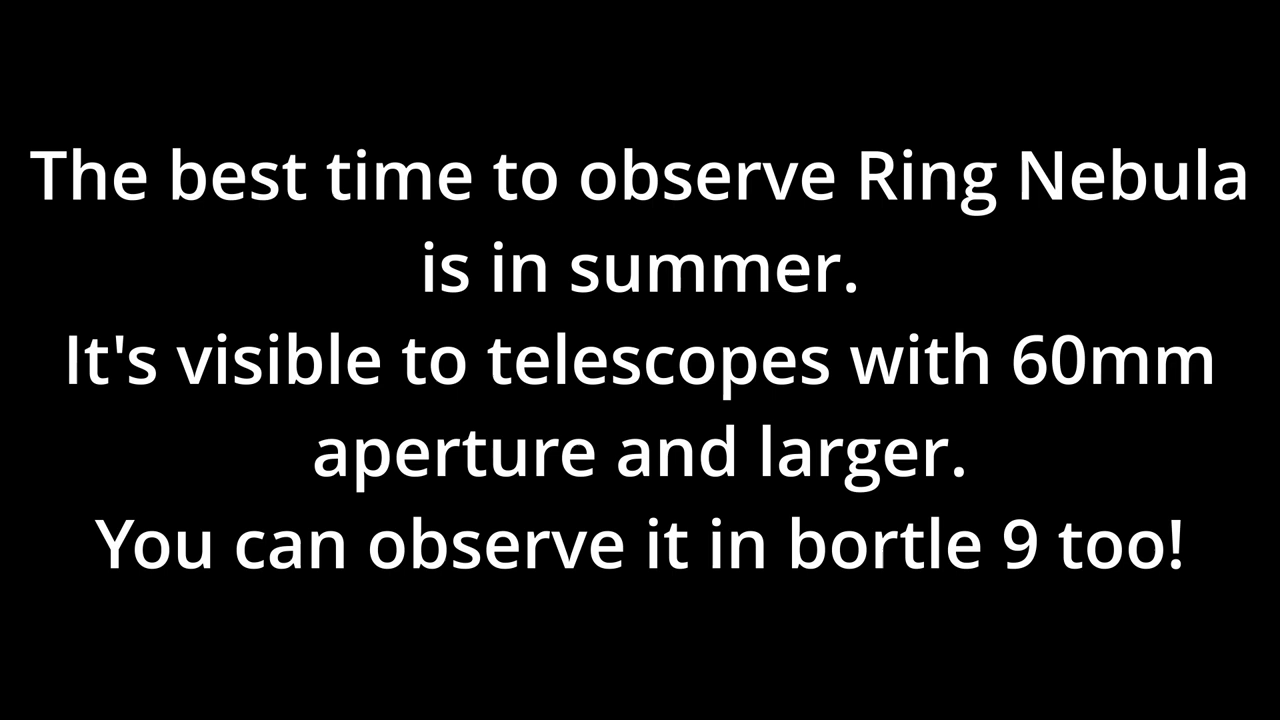 The best time to observe Ring Nebula
is in summer.
It's visible to telescopes with 60mm
aperture and larger.
You can observe it in bortle 9 too!